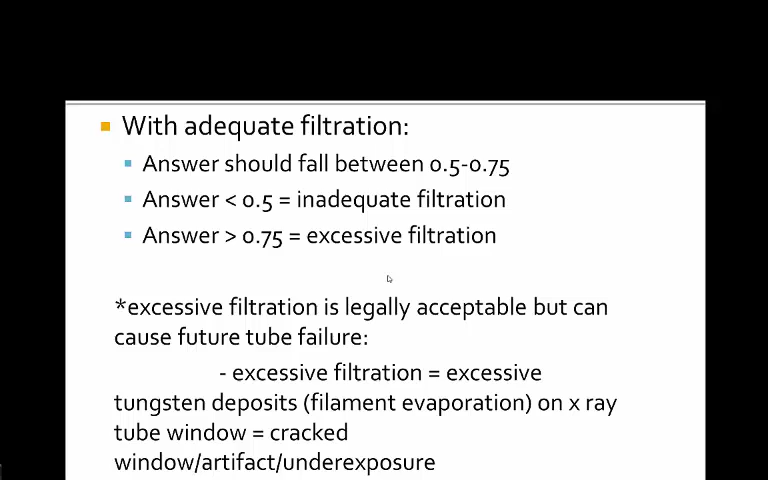 With adequate filtration:
Answer should fall between 0.5-0.75
Answer < 0.5 = inadequate filtration
Answer > 0.75 = excessive filtration
*excessive filtration is legally acceptable but can
cause future tube failure:
- excessive filtration = excessive
tungsten deposits (filament evaporation) on x ray
tube window = cracked
window/artifact/underexposure